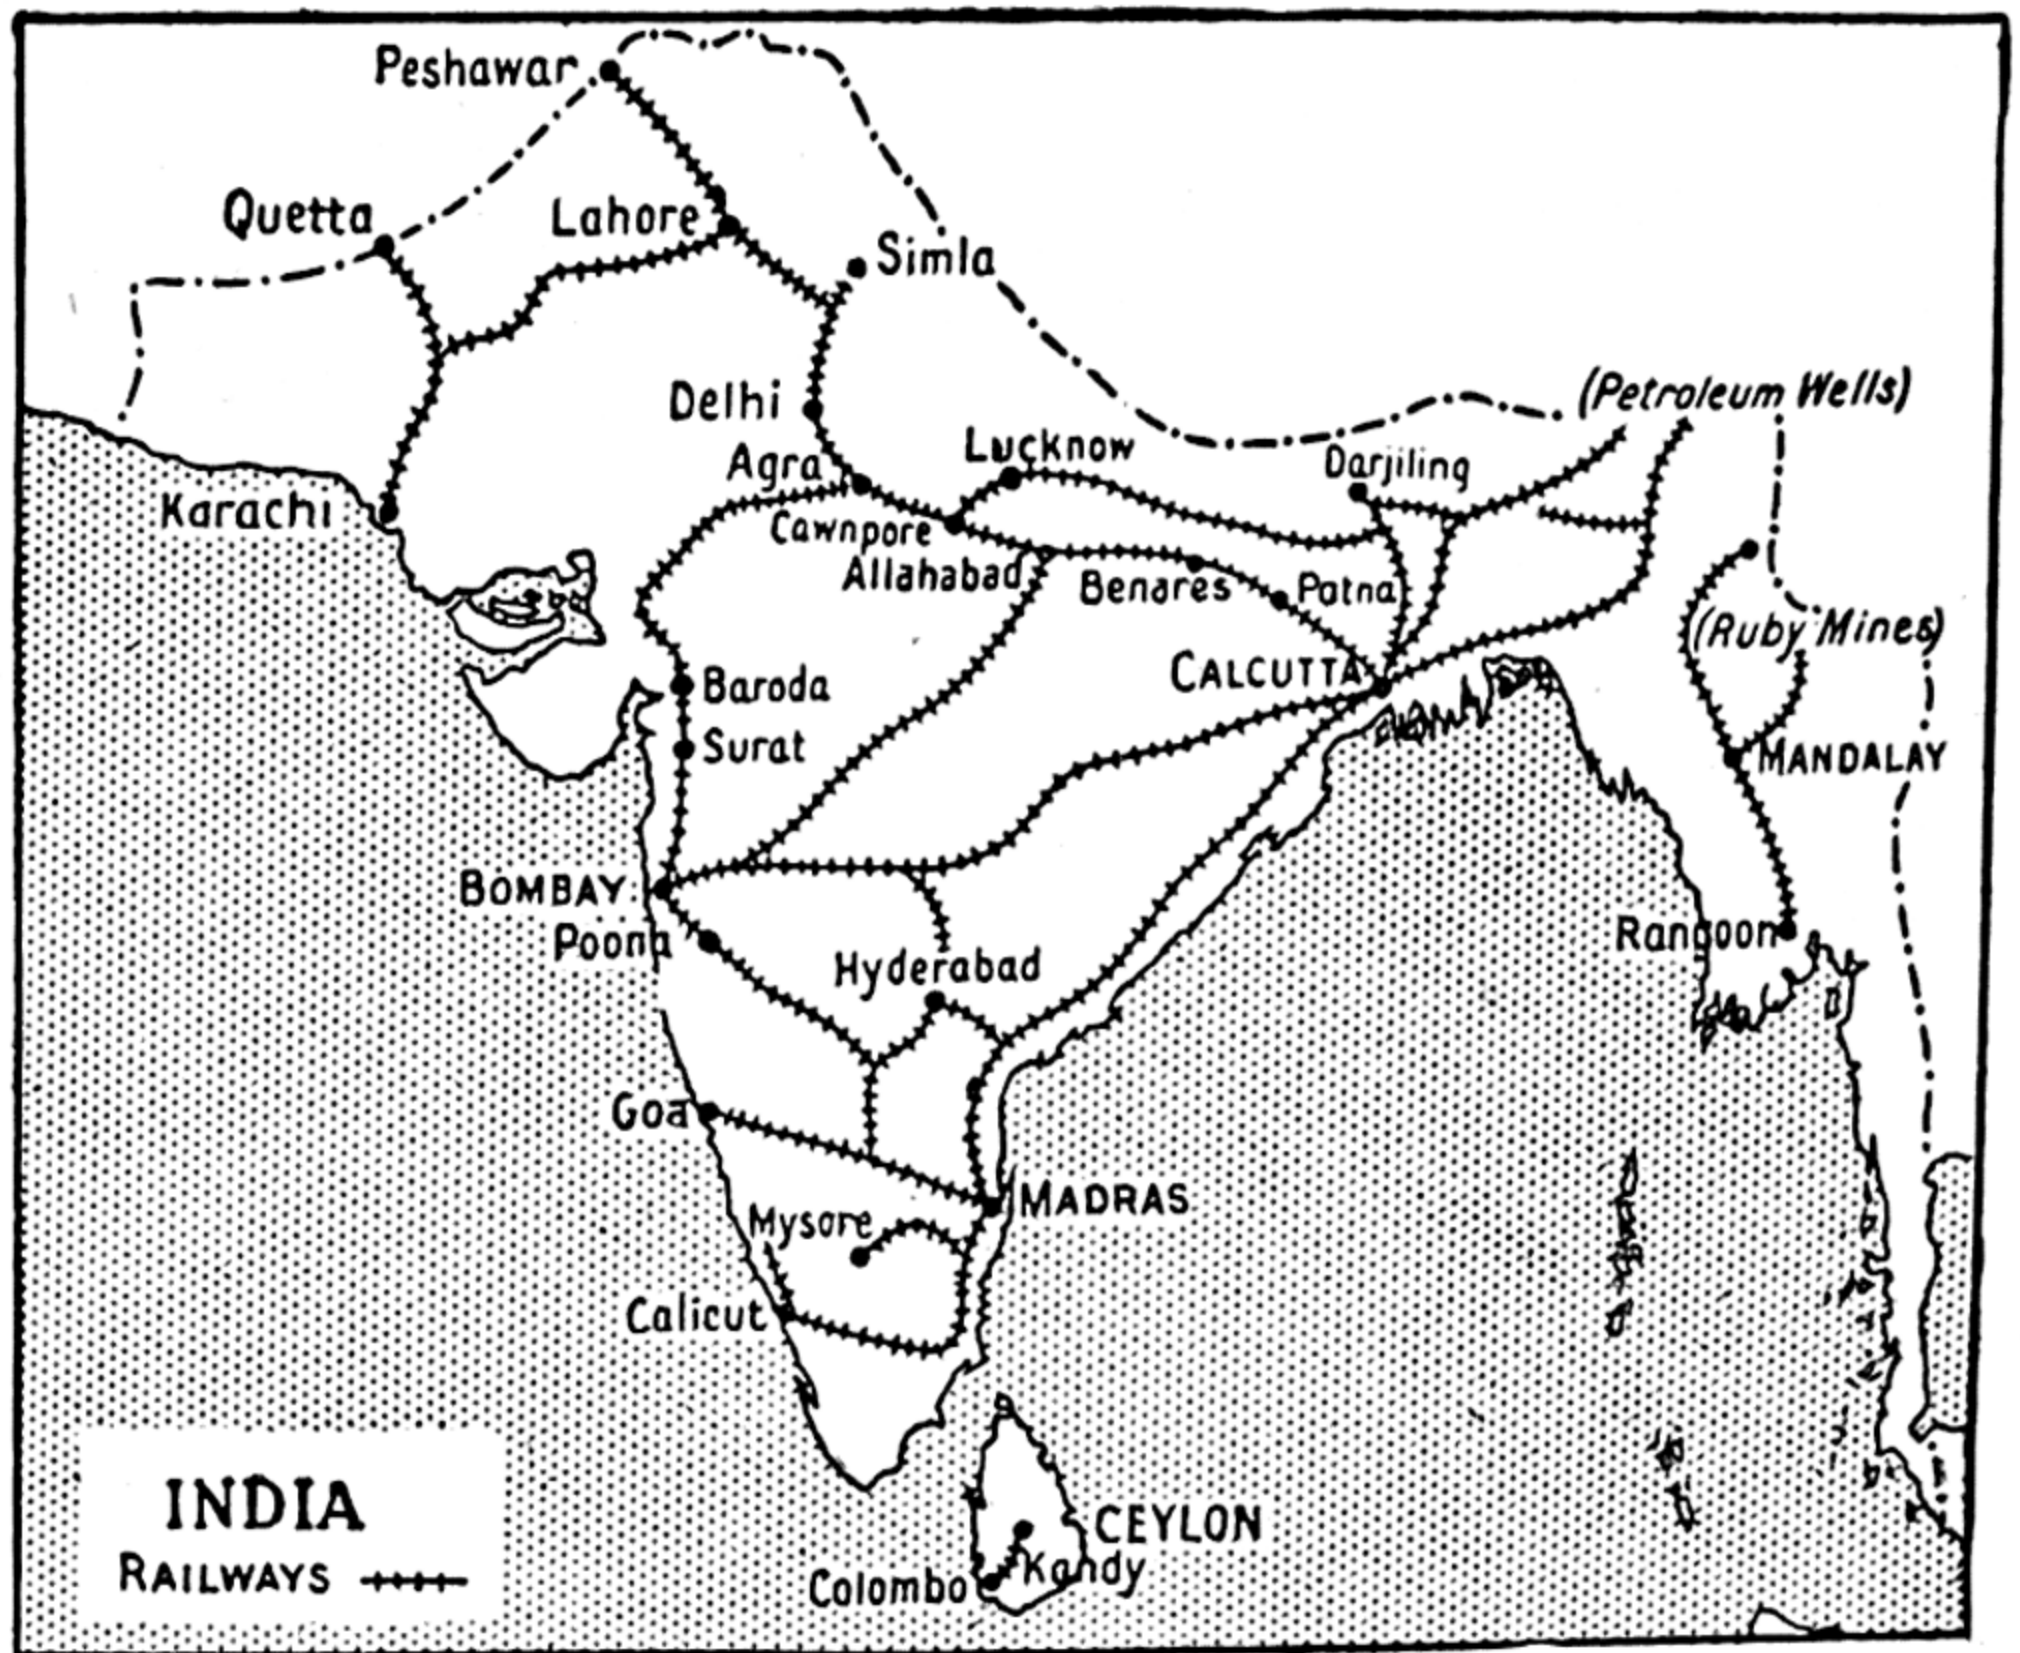 Peshawar
Quetta
Lahore
Simla
Delhi
(Petroleum Wells)
Agra
Lucknow
Darjiling
Karachi
Cawnpore
Allahabad
Benares
Patna
(Ruby Mines)
CALCUTTA
Baroda
Surat
MANDALAY
BOMBAY
Poona
Rangoon
Hyderabad
Goa
MADRAS
Mysore
Calicut
INDIA
RAILWAYS
CEYLON
Kandy
Colombo